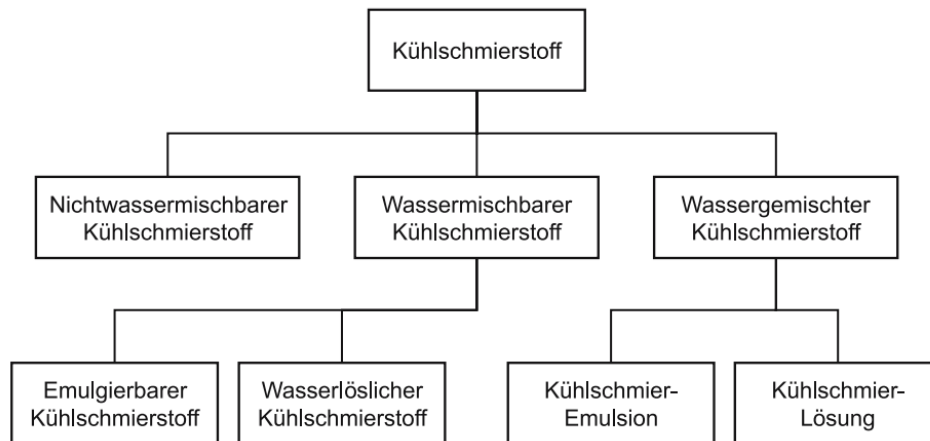 Kühlschmierstoff
Nichtwassermischbarer
Kühlschmierstoff
Wassermischbarer
Kühlschmierstoff
Wassergemischter
Kühlschmierstoff
Emulgierbarer
Kühlschmierstoff
Wasserlöslicher
Kühlschmierstoff
Kühlschmier-
Emulsion
Kühlschmier-
Lösung